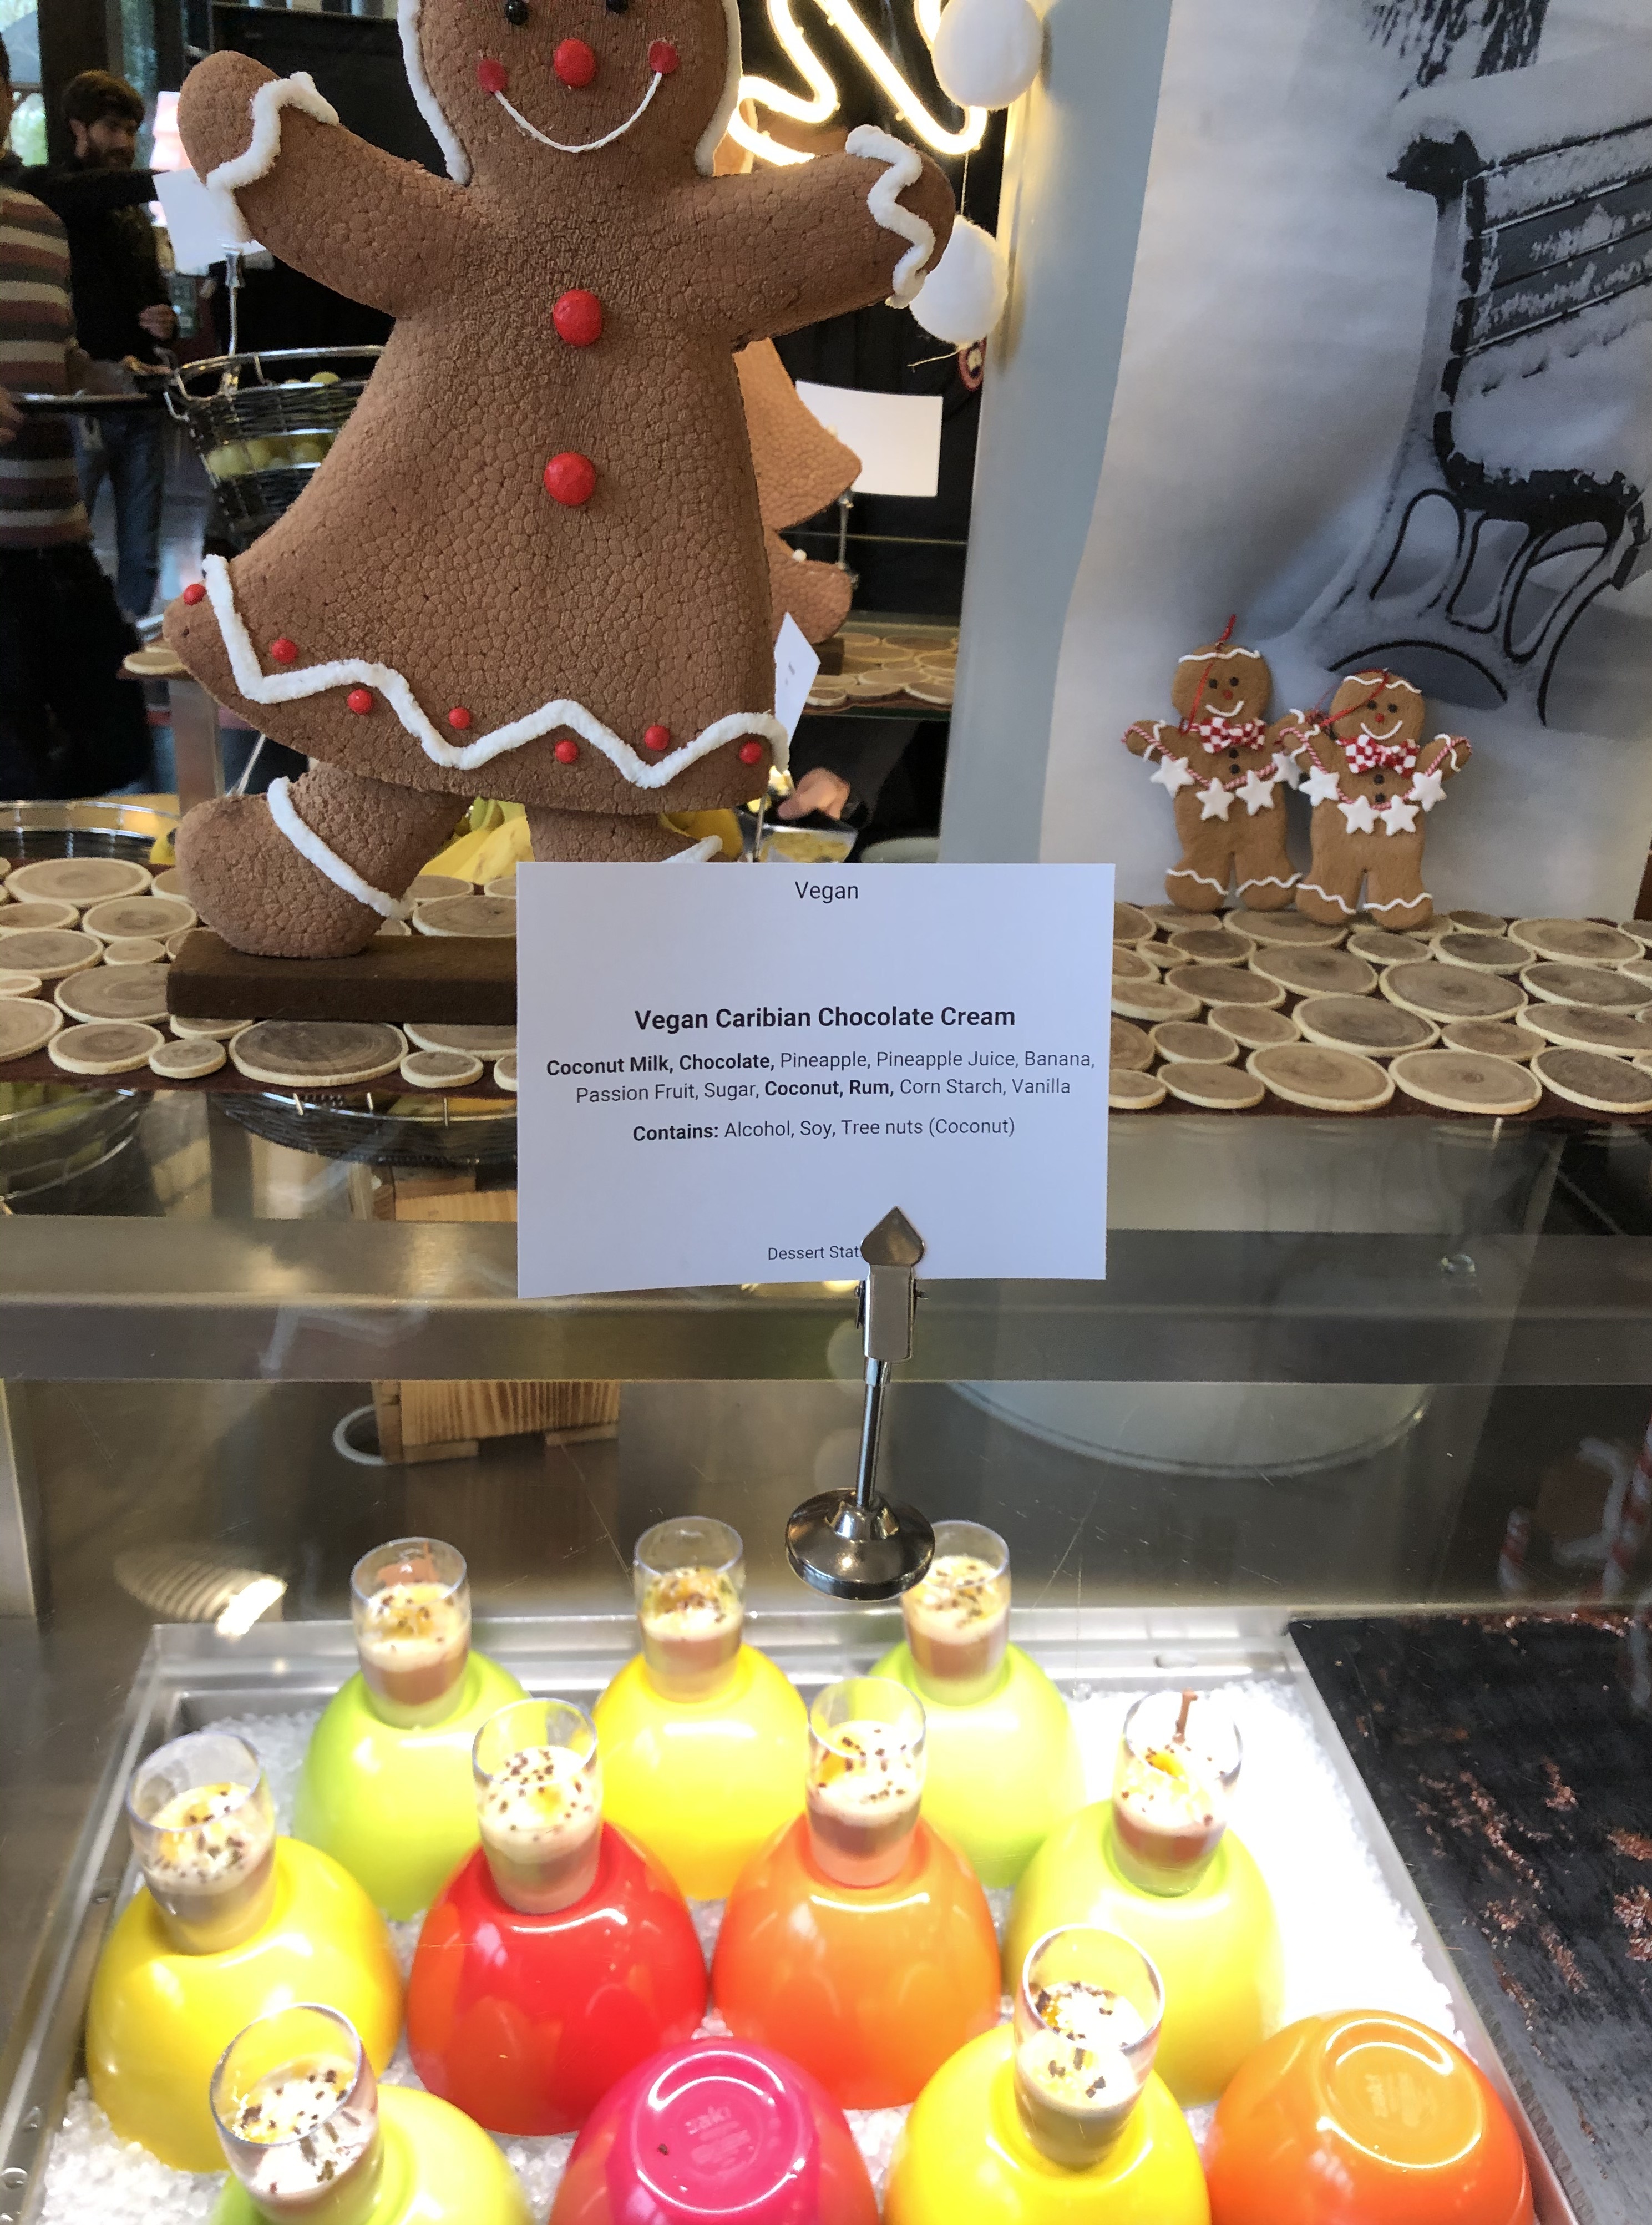 Vegan
Vegan Caribian Chocolate Cream
Coconut Milk, Chocolate, Pineapple, Pineapple Juice, Banana,
Passion Fruit, Sugar, Coconut, Rum, Corn Starch, Vanilla
Contains: Alcohol, Soy, Tree nuts (Coconut)
Dessert
zak!